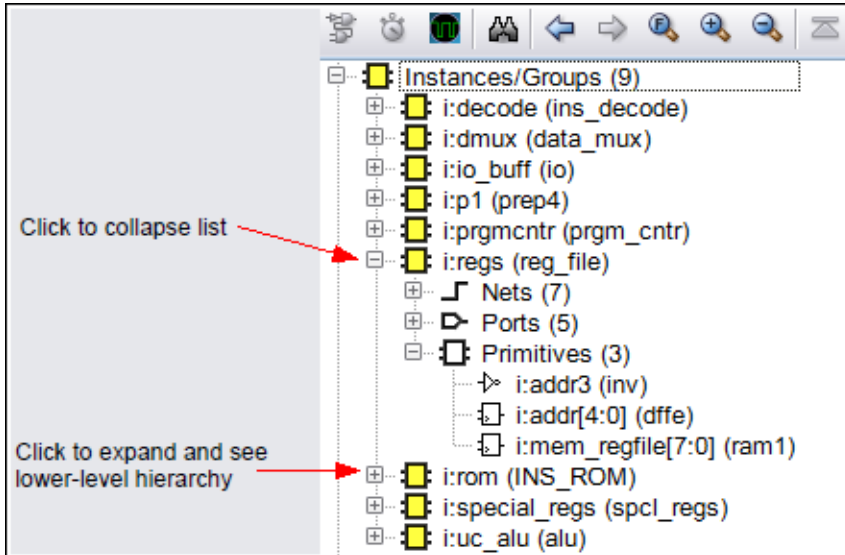 F
Instances/Groups (9)
i:decode (ins_decode)
i:dmux (data_mux)
i:io_buff (io)
i:p1 (prep4)
Click to collapse list
i:prgmcntr (prgm_cntr)
i:regs (reg_file)
Nets (7)
Ports (5)
Primitives (3)
i:addr3 (inv)
i:addr[4:0] (dffe)
i:mem_regfile[7:0] (ram1)
Click to expand and see
lower-level hierarchy
i:rom (INS_ROM)
i:special_regs (spcl_regs)
i:uc_alu (alu)